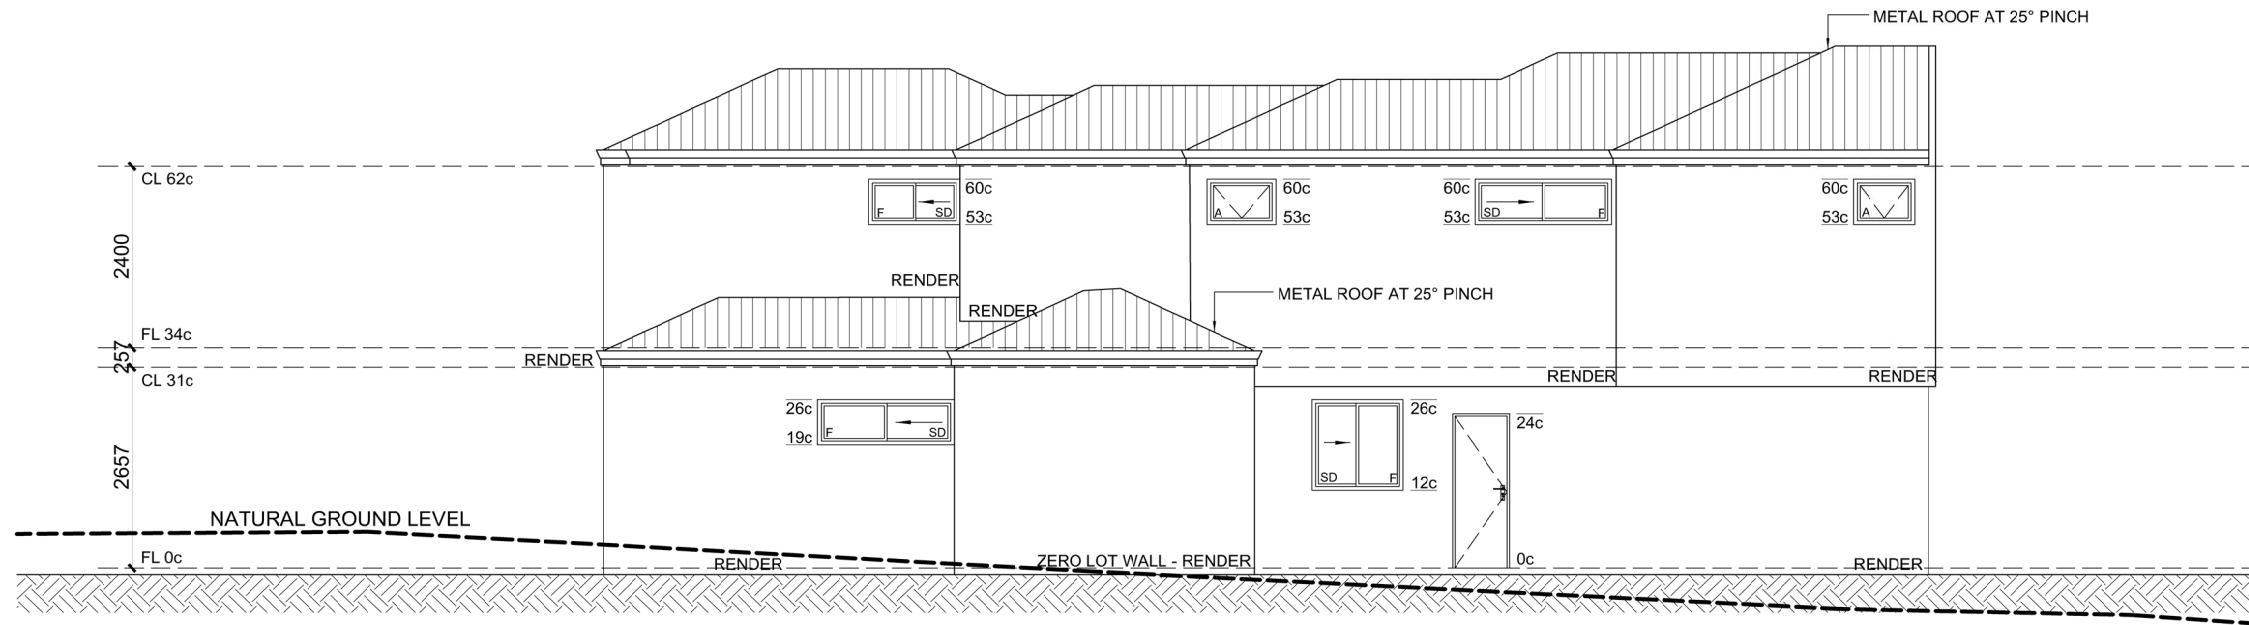 METAL ROOF AT 25° PINCH
CL 62c
60c
53c
60c
53c
60c
53c
60c
53c
F
SD
A
SD
F
A
2400
RENDER
METAL ROOF AT 25° PINCH
RENDER
FL 34c
257
RENDER
CL 31c
RENDER
RENDER
26c
19c
F
SD
26c
12c
SD
F
24c
0c
2657
NATURAL GROUND LEVEL
FL 0c
RENDER
ZERO LOT WALL - RENDER
RENDER